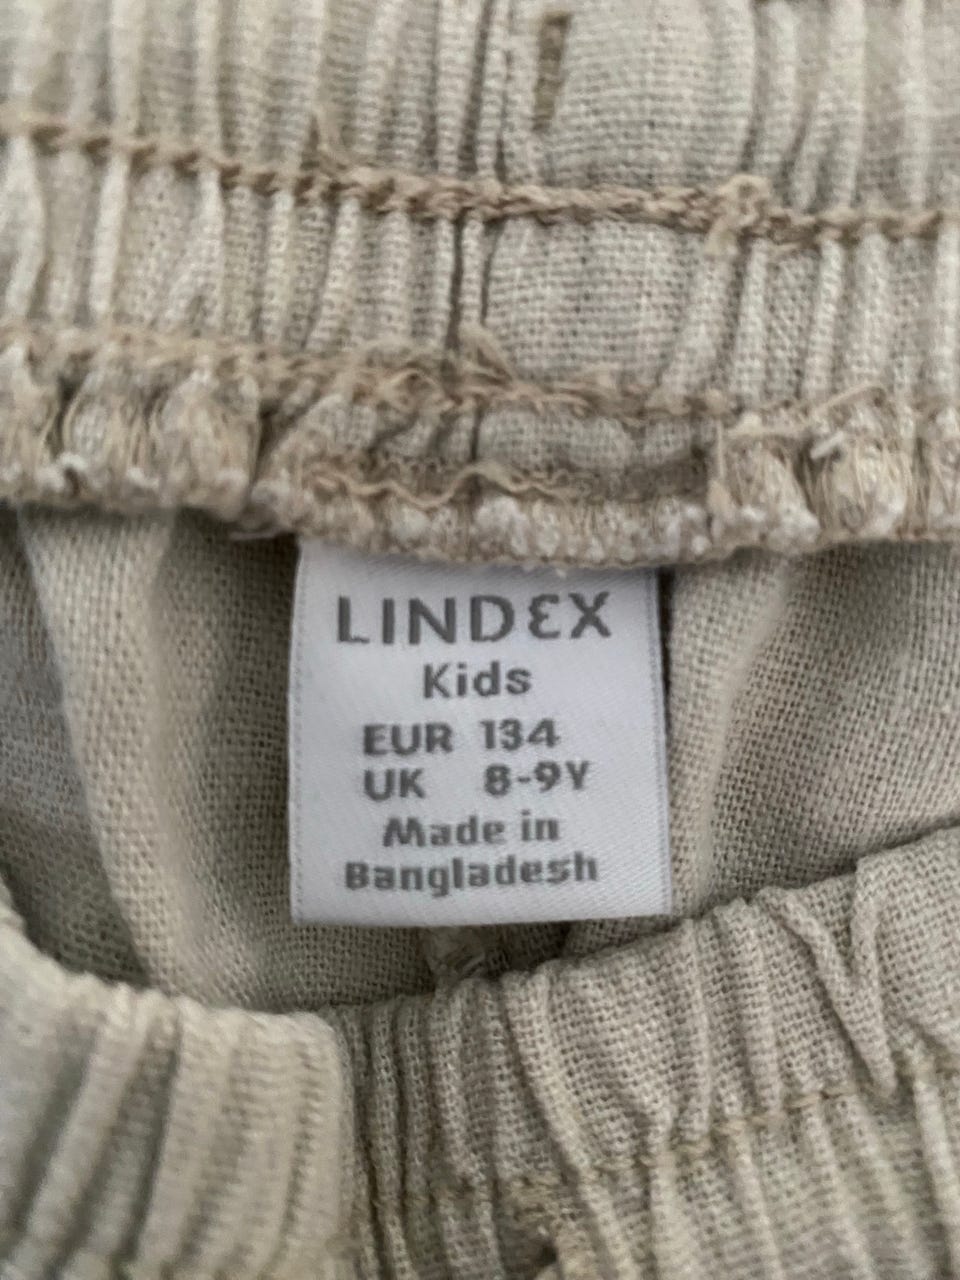 LINDEX
Kids
EUR 134
UK 8-9Y
Made in
Bangladesh